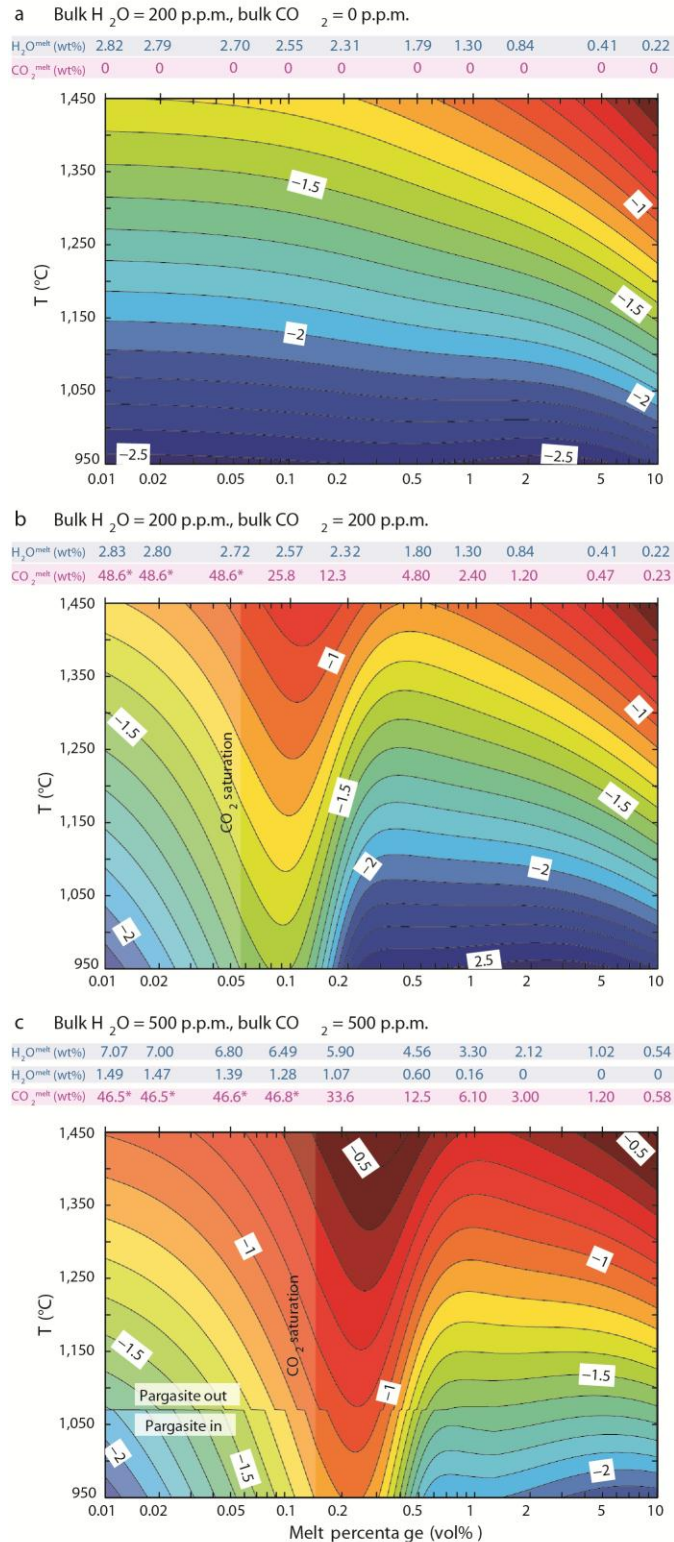 a Bulk H2O = 200 p.p.m., bulk CO2 = 0 p.p.m.
H2Omelt (wt%) 2.82 2.79 2.70 2.55 2.31 1.79 1.30 0.84 0.41 0.22
CO2melt (wt%) 0 0 0 0 0 0 0 0 0 0
1,450
1,350
1,250
1,150
1,050
950
T (°C)
−1.5
−1
−1.5
−2
−2
−2.5
−2.5
0.01 0.02 0.05 0.1 0.2 0.5 1 2 5 10
b Bulk H2O = 200 p.p.m., bulk CO2 = 200 p.p.m.
H2Omelt (wt%) 2.83 2.80 2.72 2.57 2.32 1.80 1.30 0.84 0.41 0.22
CO2melt (wt%) 48.6* 48.6* 48.6* 25.8 12.3 4.80 2.40 1.20 0.47 0.23
1,450
1,350
1,250
1,150
1,050
950
T (°C)
−1
−1
−1.5
CO2 saturation
−1.5
−1.5
−2
−2
−2
2.5
0.01 0.02 0.05 0.1 0.2 0.5 1 2 5 10
c Bulk H2O = 500 p.p.m., bulk CO2 = 500 p.p.m.
H2Omelt (wt%) 7.07 7.00 6.80 6.49 5.90 4.56 3.30 2.12 1.02 0.54
H2Omelt (wt%) 1.49 1.47 1.39 1.28 1.07 0.60 0.16 0 0 0
CO2melt (wt%) 46.5* 46.5* 46.6* 46.8* 33.6 12.5 6.10 3.00 1.20 0.58
1,450
1,350
1,250
1,150
1,050
950
T (°C)
−0.5
−0.5
−1
−1
CO2 saturation
−1.5
−1
−1.5
Pargasite out
Pargasite in
−2
−1.5
−2
0.01 0.02 0.05 0.1 0.2 0.5 1 2 5 10
Melt percenta ge (vol% )